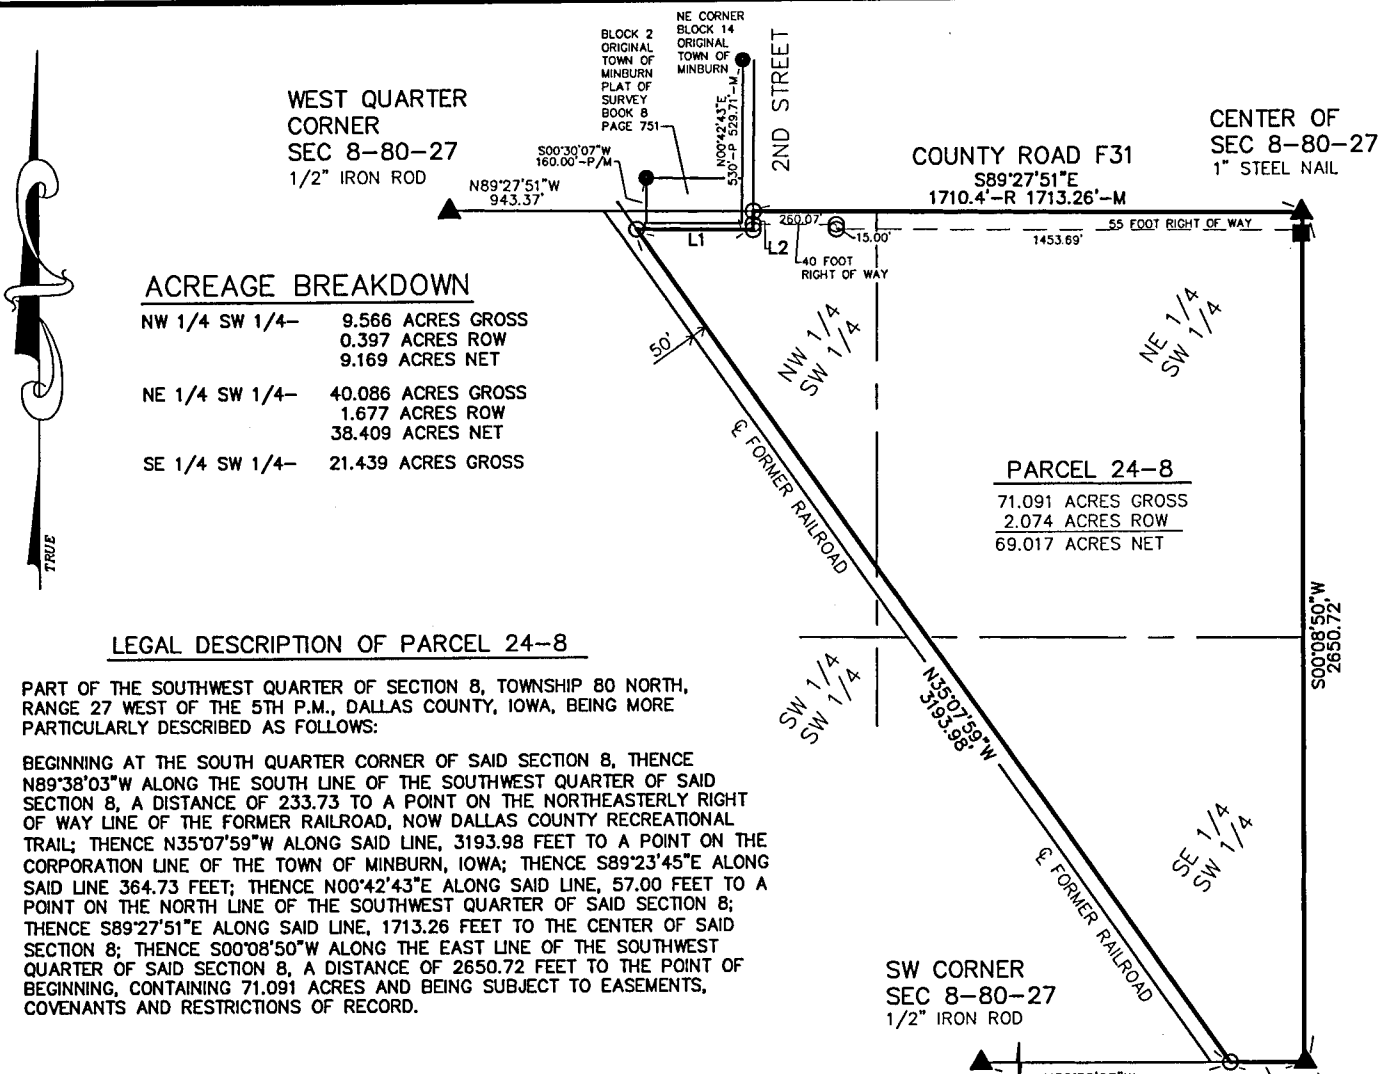 NE CORNER
BLOCK 14
ORIGINAL
TOWN OF
MINBURN
BLOCK 2
ORIGINAL
TOWN OF
MINBURN
PLAT OF
SURVEY
BOOK 8
PAGE 751
2ND STREET
N00°42'43"E
530'-P 529.71'-M
WEST QUARTER
CORNER
SEC 8-80-27
1/2" IRON ROD
S00°30'07"W
160.00'-P/M
N89°27'51"W
943.37'
CENTER OF
SEC 8-80-27
1" STEEL NAIL
COUNTY ROAD F31
S89°27'51"E
1710.4'-R 1713.26'-M
260.07'
55 FOOT RIGHT OF WAY
L1
L2
15.00'
1453.69'
40 FOOT
RIGHT OF WAY
ACREAGE BREAKDOWN
NW 1/4 SW 1/4- 9.566 ACRES GROSS
0.397 ACRES ROW
9.169 ACRES NET
NE 1/4 SW 1/4- 40.086 ACRES GROSS
1.677 ACRES ROW
38.409 ACRES NET
SE 1/4 SW 1/4- 21.439 ACRES GROSS
TRUE
50'
NW 1/4
SW 1/4
NE 1/4
SW 1/4
℄ FORMER RAILROAD
PARCEL 24-8
71.091 ACRES GROSS
2.074 ACRES ROW
69.017 ACRES NET
S00°08'50"W
2650.72'
LEGAL DESCRIPTION OF PARCEL 24-8
PART OF THE SOUTHWEST QUARTER OF SECTION 8, TOWNSHIP 80 NORTH,
RANGE 27 WEST OF THE 5TH P.M., DALLAS COUNTY, IOWA, BEING MORE
PARTICULARLY DESCRIBED AS FOLLOWS:
BEGINNING AT THE SOUTH QUARTER CORNER OF SAID SECTION 8, THENCE
N89°38'03"W ALONG THE SOUTH LINE OF THE SOUTHWEST QUARTER OF SAID
SECTION 8, A DISTANCE OF 233.73 TO A POINT ON THE NORTHEASTERLY RIGHT
OF WAY LINE OF THE FORMER RAILROAD, NOW DALLAS COUNTY RECREATIONAL
TRAIL; THENCE N35°07'59"W ALONG SAID LINE, 3193.98 FEET TO A POINT ON THE
CORPORATION LINE OF THE TOWN OF MINBURN, IOWA; THENCE S89°23'45"E ALONG
SAID LINE 364.73 FEET; THENCE N00°42'43"E ALONG SAID LINE, 57.00 FEET TO A
POINT ON THE NORTH LINE OF THE SOUTHWEST QUARTER OF SAID SECTION 8;
THENCE S89°27'51"E ALONG SAID LINE, 1713.26 FEET TO THE CENTER OF SAID
SECTION 8; THENCE S00°08'50"W ALONG THE EAST LINE OF THE SOUTHWEST
QUARTER OF SAID SECTION 8, A DISTANCE OF 2650.72 FEET TO THE POINT OF
BEGINNING, CONTAINING 71.091 ACRES AND BEING SUBJECT TO EASEMENTS,
COVENANTS AND RESTRICTIONS OF RECORD.
SW 1/4
SW 1/4
N35°07'59"W
3193.98'
SE 1/4
SW 1/4
℄ FORMER RAILROAD
SW CORNER
SEC 8-80-27
1/2" IRON ROD